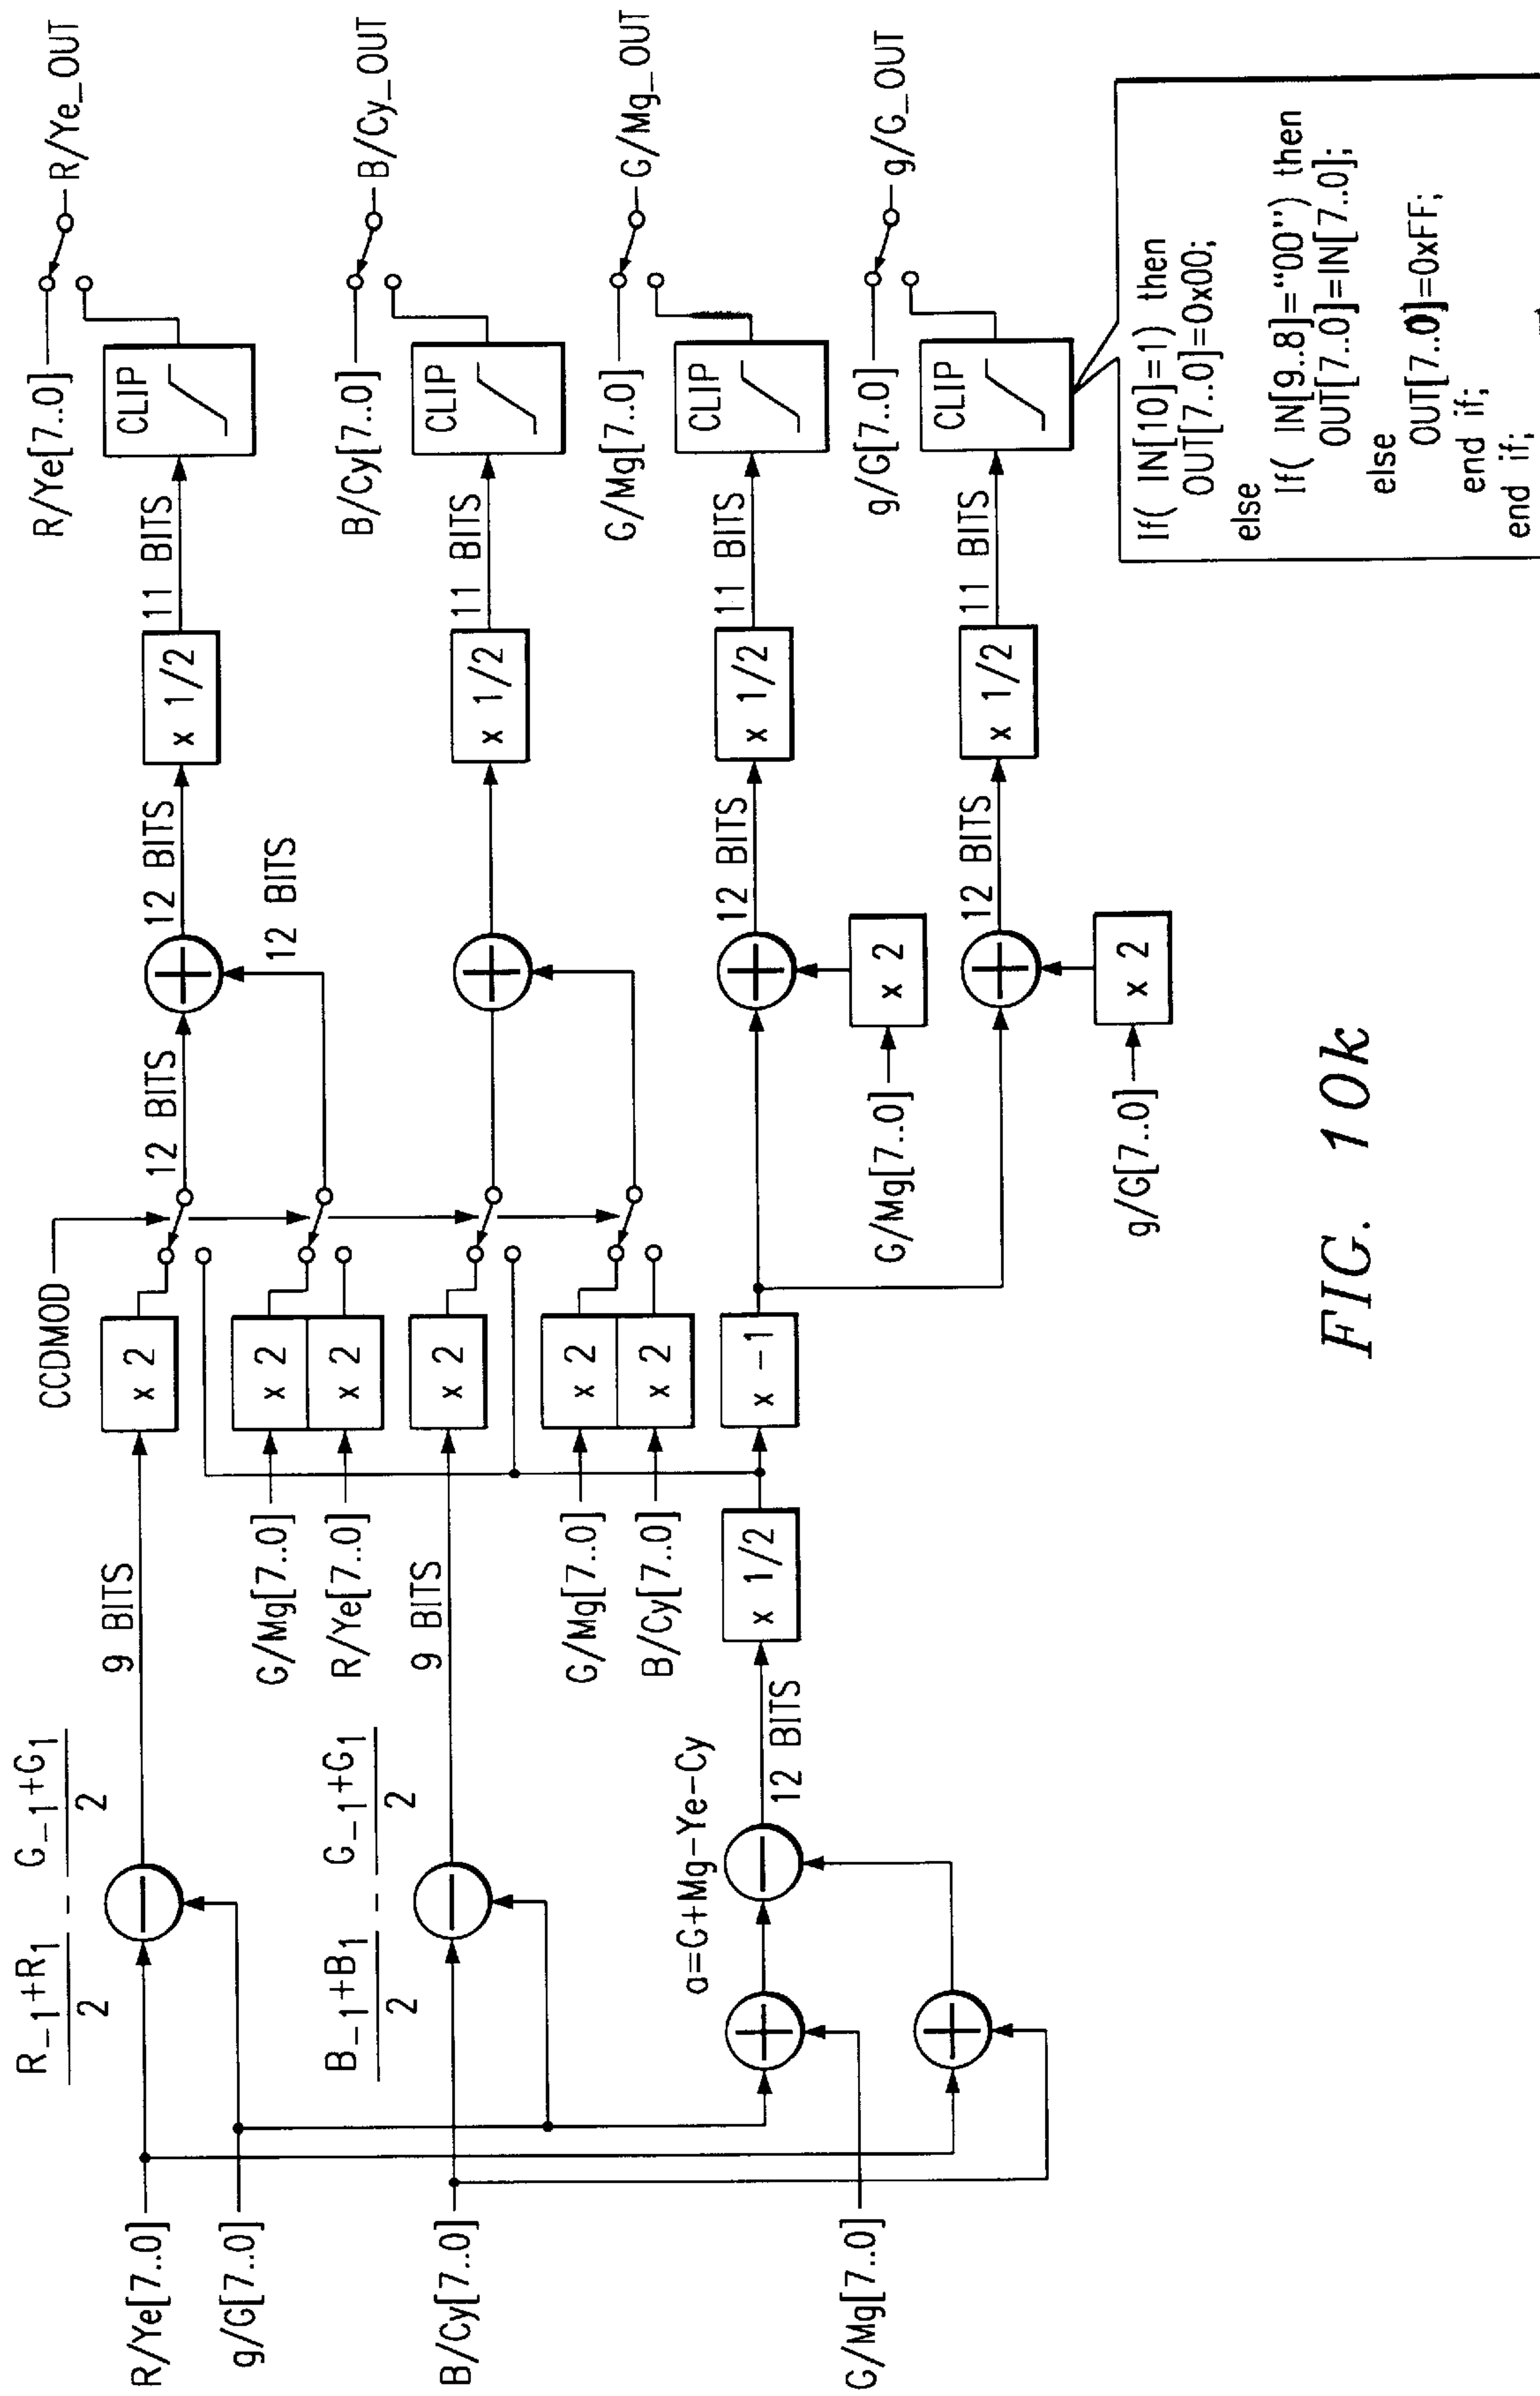 R₋₁+R₁ / 2 - G₋₁+G₁ / 2
R/Ye[7..0]
g/G[7..0]
9 BITS
x 2
CCDMOD
12 BITS
12 BITS
12 BITS
x 1/2
11 BITS
CLIP
R/Ye[7..0]
R/Ye_OUT
G/Mg[7..0]
x 2
R/Ye[7..0]
x 2
B₋₁+B₁ / 2 - G₋₁+G₁ / 2
B/Cy[7..0]
9 BITS
x 2
x 1/2
11 BITS
CLIP
B/Cy[7..0]
B/Cy_OUT
G/Mg[7..0]
x 2
B/Cy[7..0]
x 2
a=G+Mg-Ye-Cy
12 BITS
x 1/2
x -1
12 BITS
x 1/2
11 BITS
CLIP
G/Mg[7..0]
G/Mg_OUT
G/Mg[7..0]
G/Mg[7..0]
x 2
12 BITS
x 1/2
11 BITS
CLIP
g/G[7..0]
g/G_OUT
g/G[7..0]
x 2
If( IN[10]=1) then
OUT[7..0]=0x00;
else
If( IN[9..8]="00") then
OUT[7..0]=IN[7..0];
else
OUT[7..0]=0xFF;
end if;
end if;
FIG. 10k